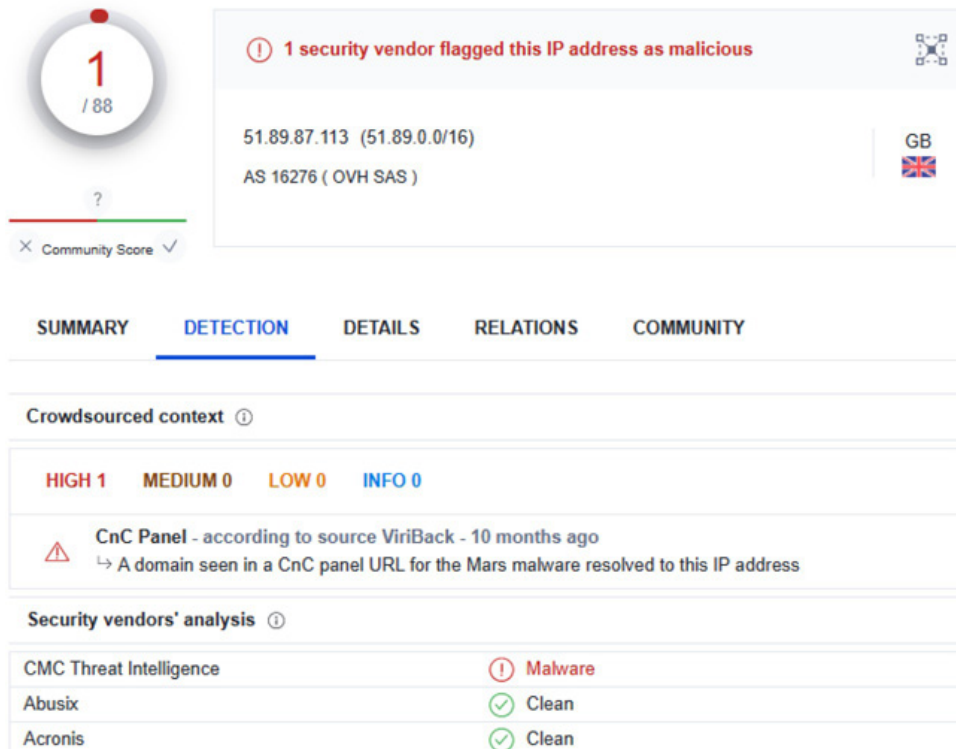 1
/ 88
?
Community Score
1 security vendor flagged this IP address as malicious
51.89.87.113 (51.89.0.0/16)
AS 16276 ( OVH SAS )
GB
SUMMARY DETECTION DETAILS RELATIONS COMMUNITY
Crowdsourced context
HIGH 1 MEDIUM 0 LOW 0 INFO 0
CnC Panel - according to source ViriBack - 10 months ago
↳ A domain seen in a CnC panel URL for the Mars malware resolved to this IP address
Security vendors' analysis
CMC Threat Intelligence Malware
Abusix Clean
Acronis Clean